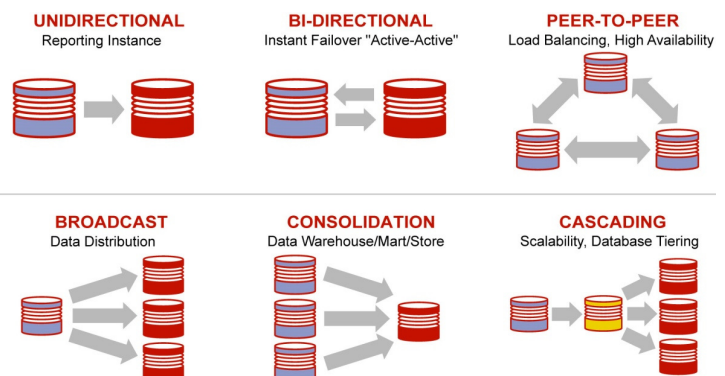 UNIDIRECTIONAL
Reporting Instance
BI-DIRECTIONAL
Instant Failover "Active-Active"
PEER-TO-PEER
Load Balancing, High Availability
BROADCAST
Data Distribution
CONSOLIDATION
Data Warehouse/Mart/Store
CASCADING
Scalability, Database Tiering